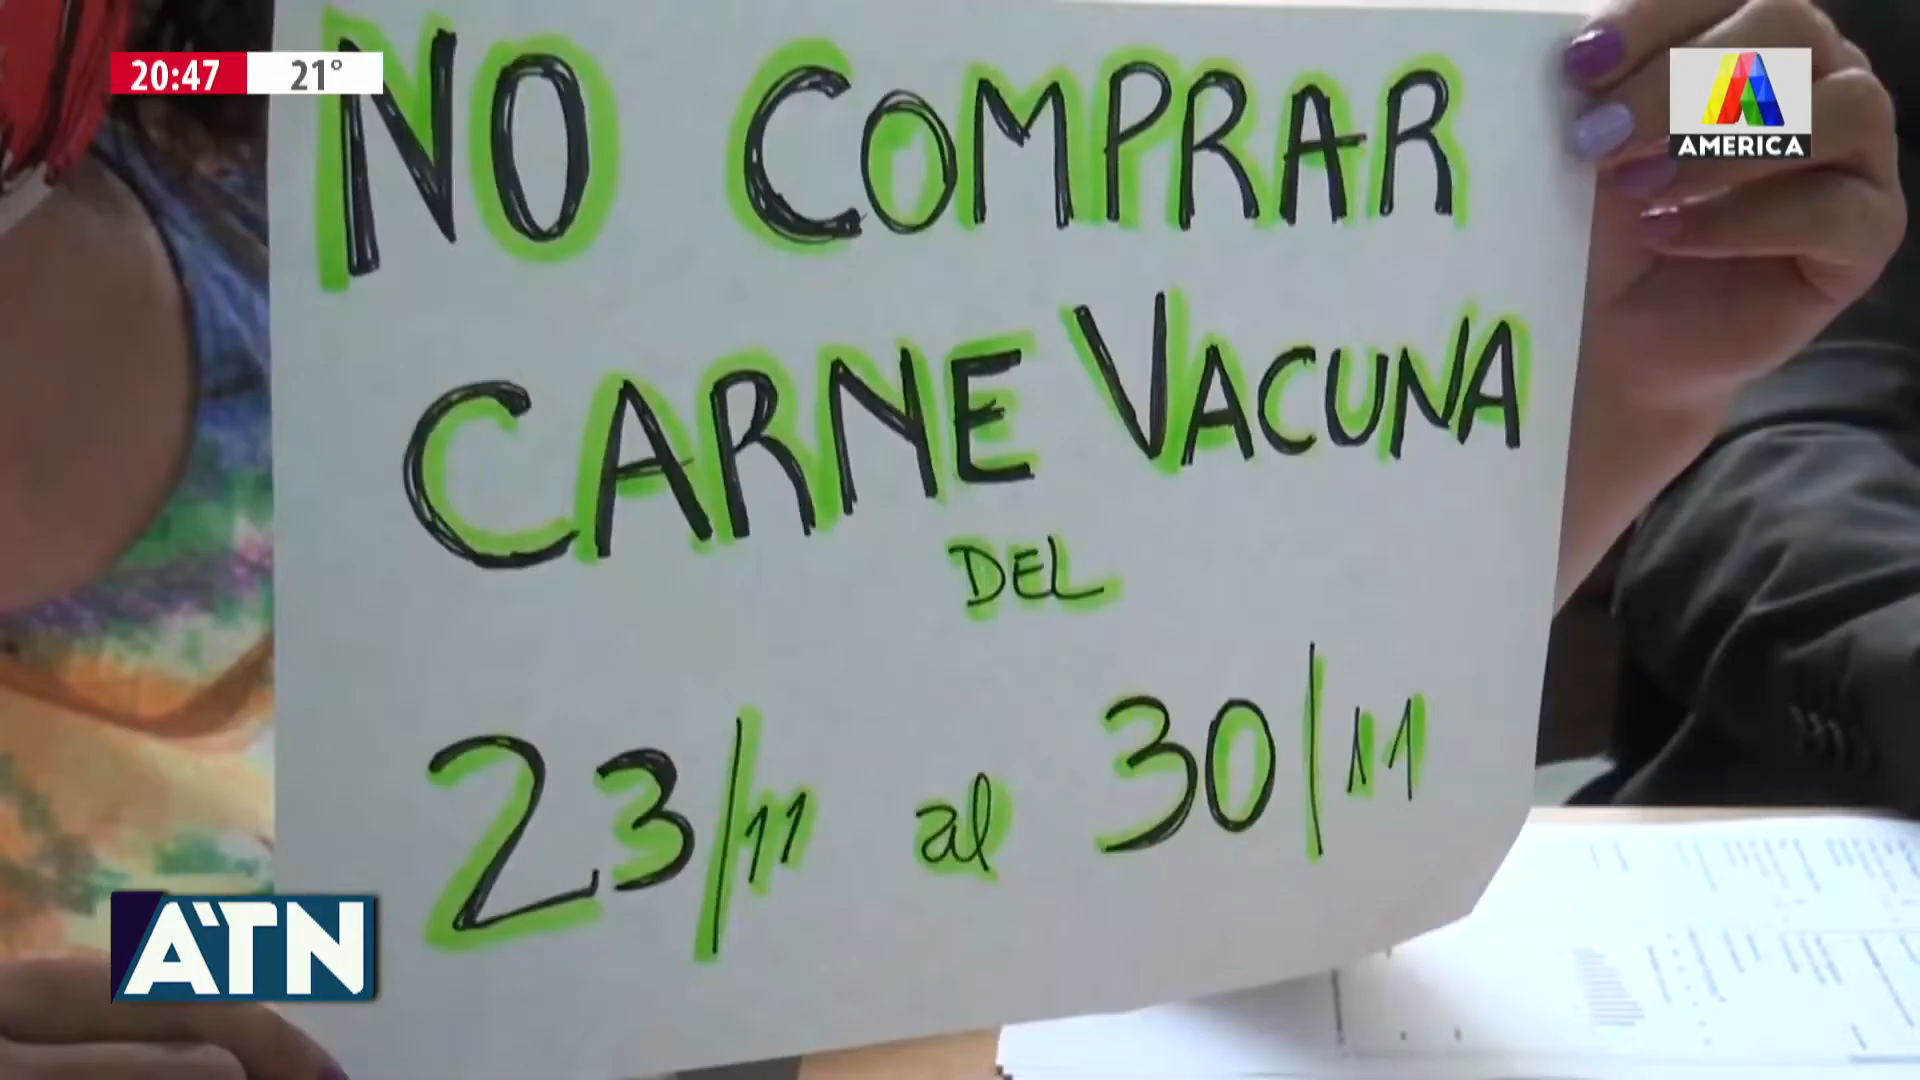 20:47 21°
AMERICA
NO COMPRAR
CARNE VACUNA
DEL
23/11 al 30/11
ATN